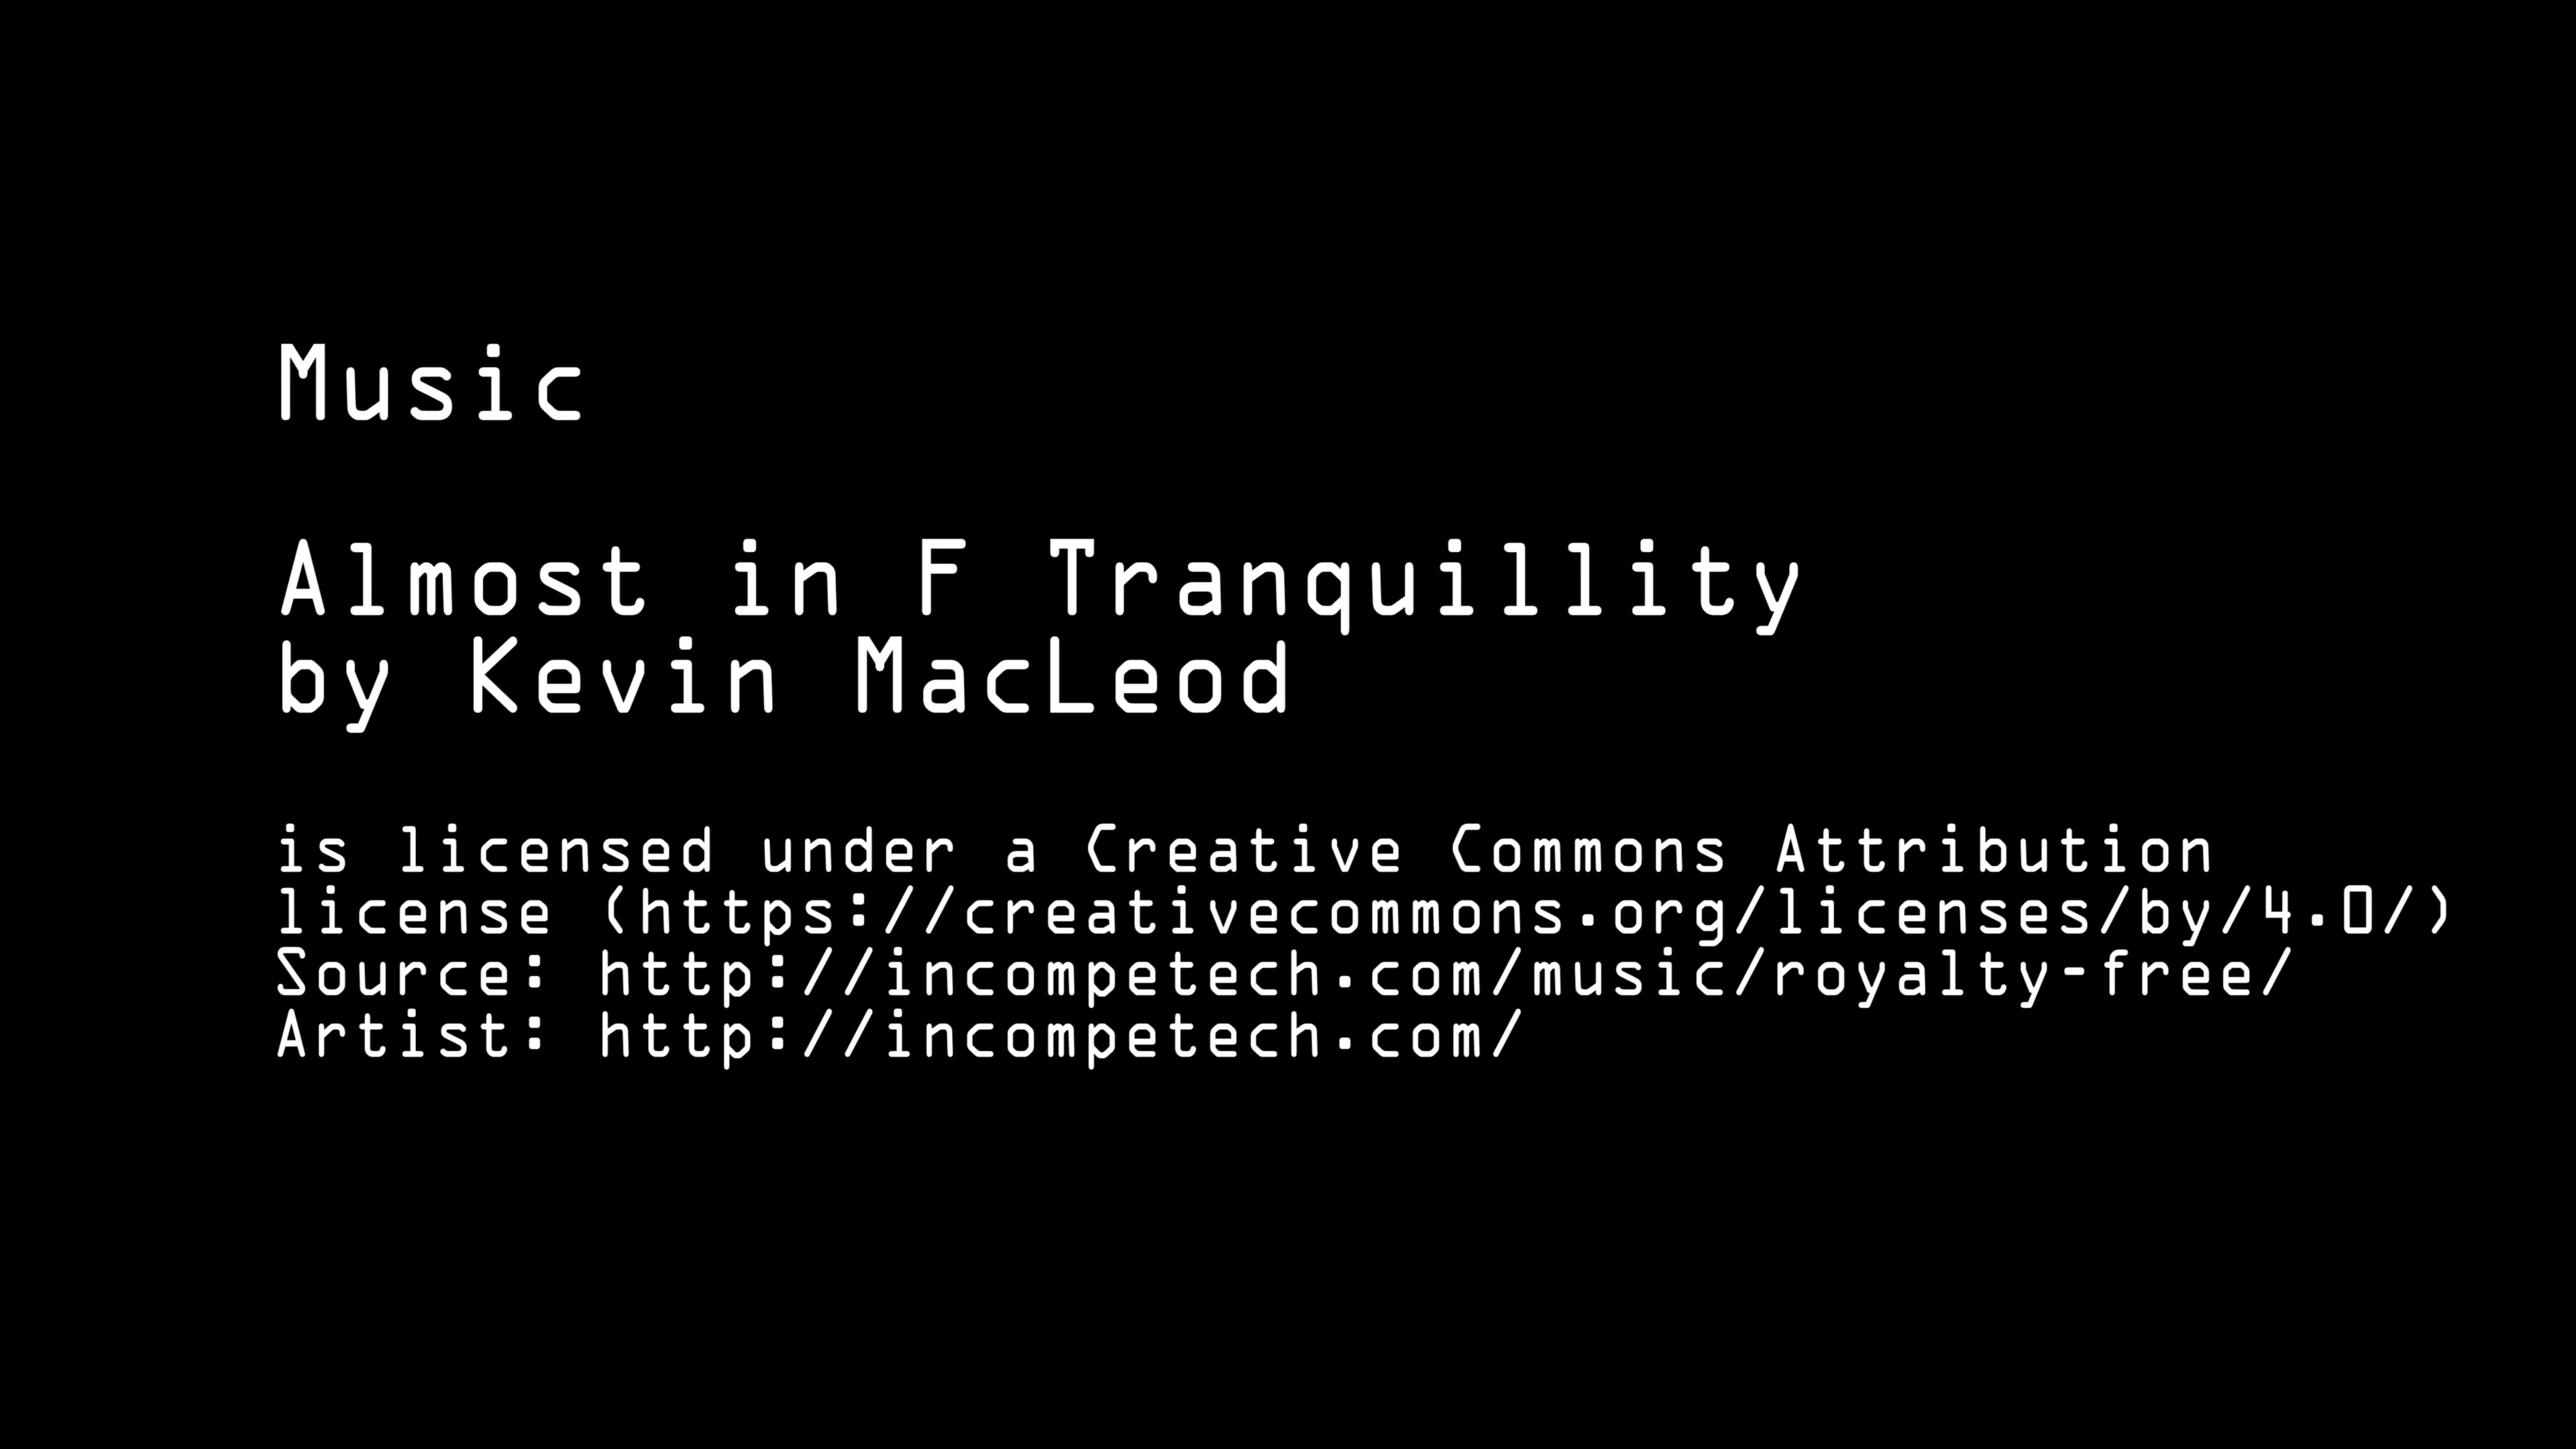 Music
Almost in F Tranquillity
by Kevin MacLeod
is licensed under a Creative Commons Attribution
license (https://creativecommons.org/licenses/by/4.0/)
Source: http://incompetech.com/music/royalty-free/
Artist: http://incompetech.com/